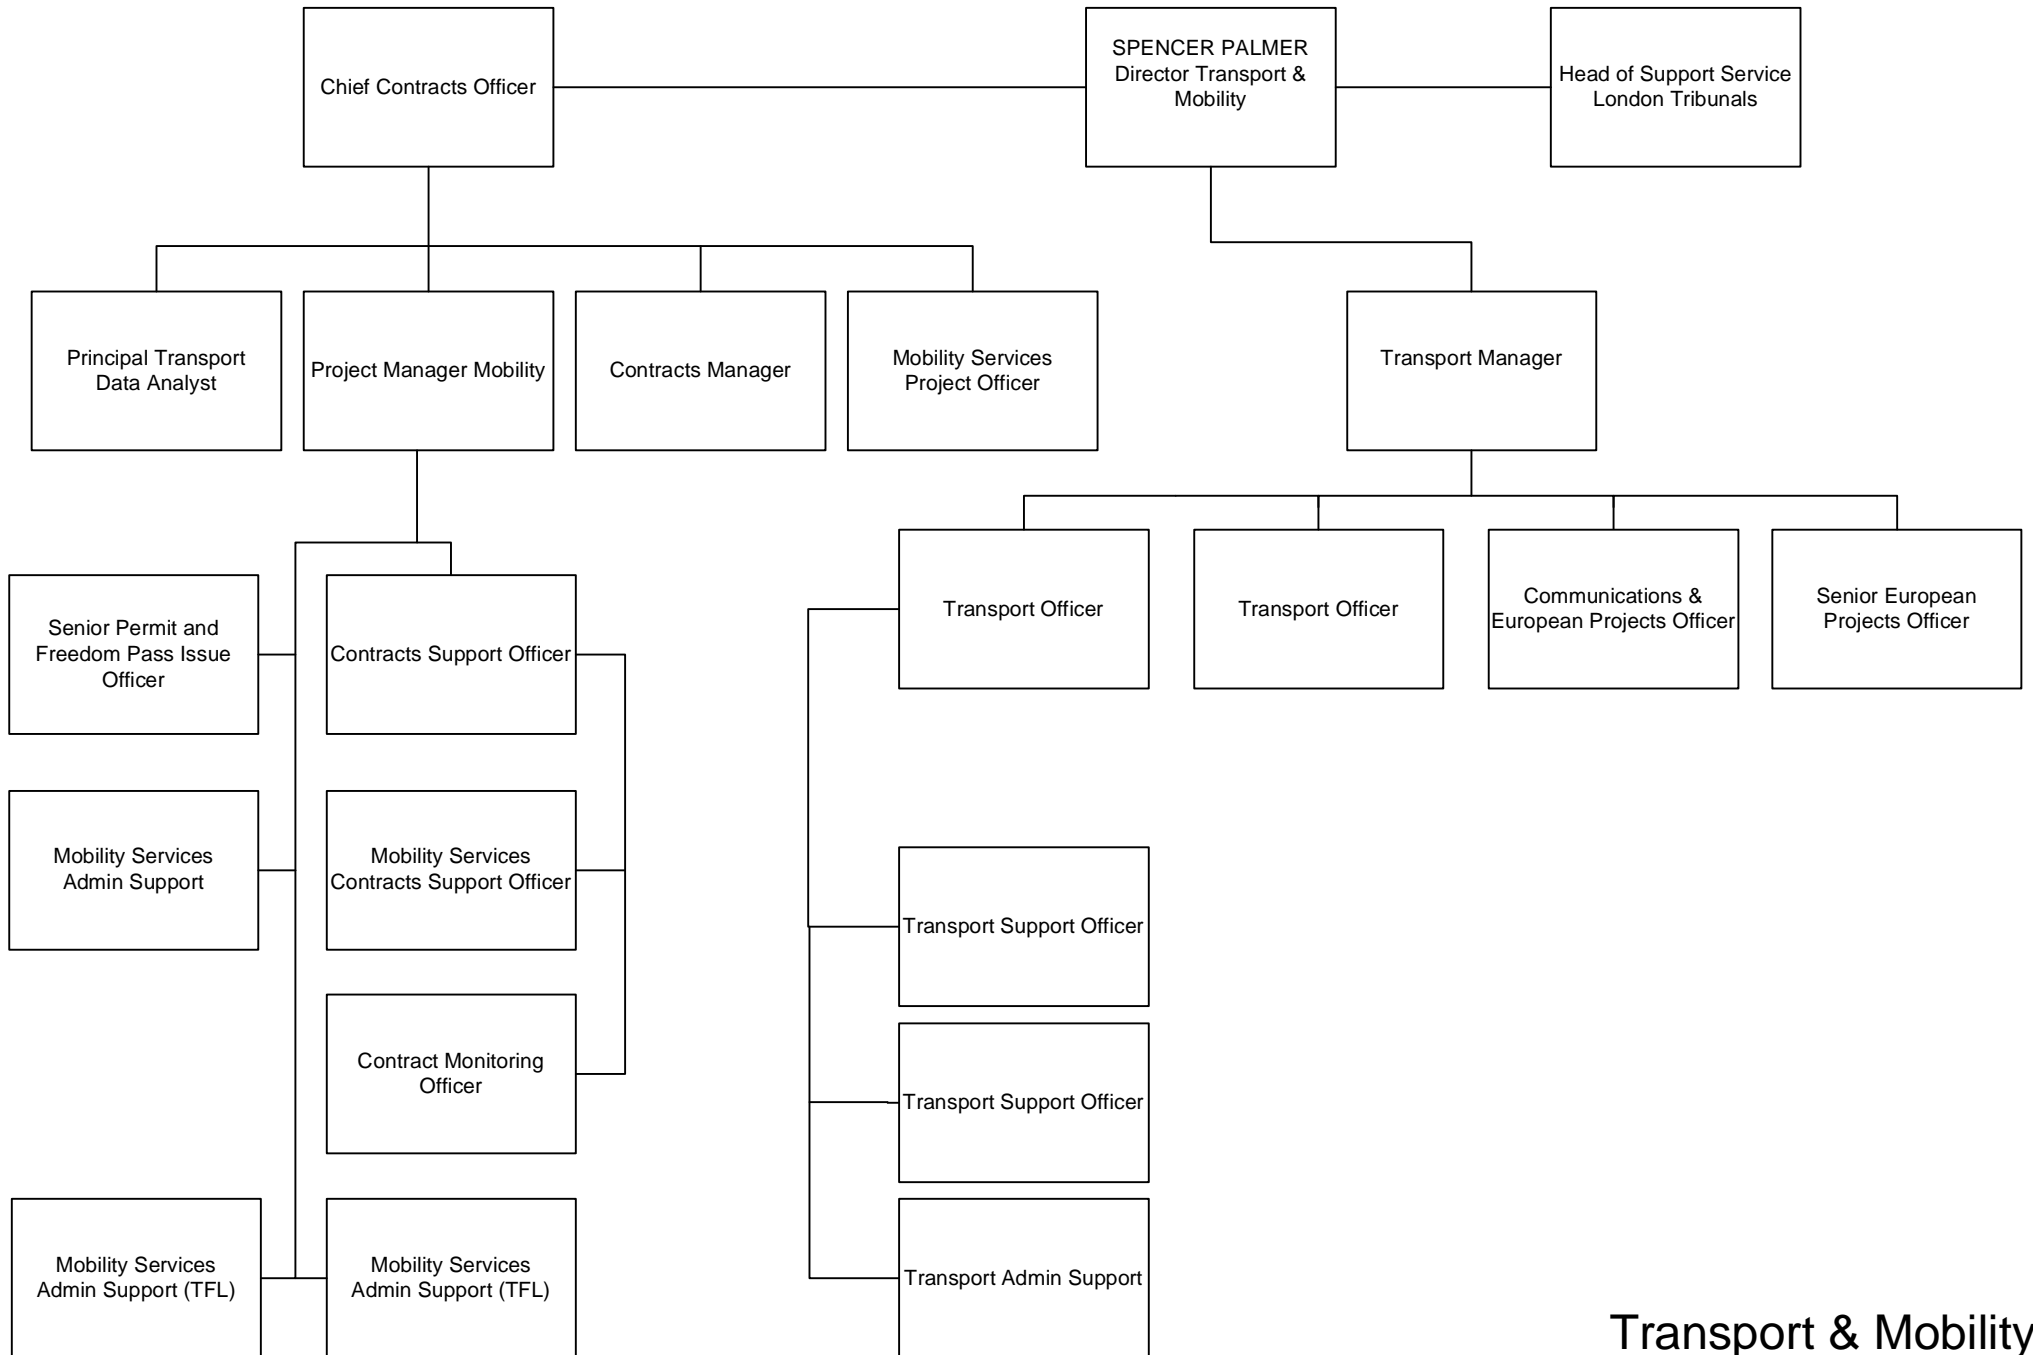 Chief Contracts Officer
SPENCER PALMER
Director Transport &
Mobility
Head of Support Service
London Tribunals
Principal Transport
Data Analyst
Project Manager Mobility
Contracts Manager
Mobility Services
Project Officer
Transport Manager
Transport Officer
Transport Officer
Communications &
European Projects Officer
Senior European
Projects Officer
Senior Permit and
Freedom Pass Issue
Officer
Contracts Support Officer
Mobility Services
Admin Support
Mobility Services
Contracts Support Officer
Transport Support Officer
Contract Monitoring
Officer
Transport Support Officer
Mobility Services
Admin Support (TFL)
Mobility Services
Admin Support (TFL)
Transport Admin Support
Transport & Mobility